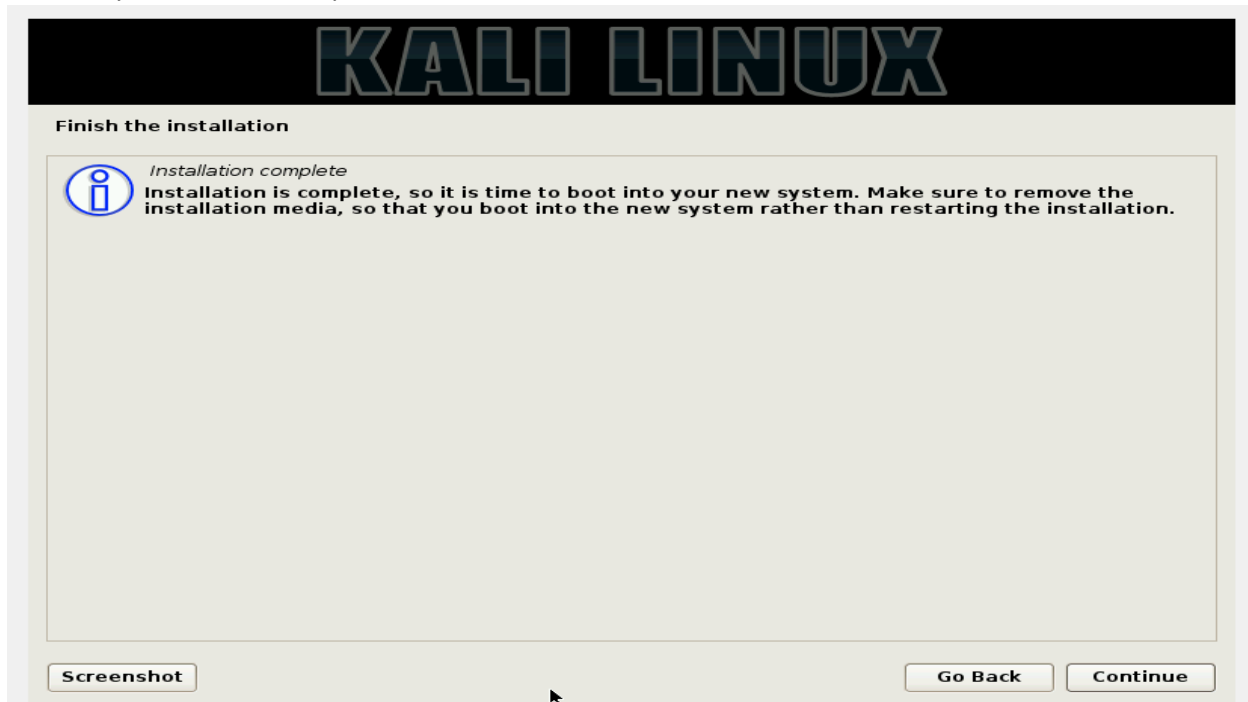 KALI LINUX
Finish the installation
Installation complete
Installation is complete, so it is time to boot into your new system. Make sure to remove the
installation media, so that you boot into the new system rather than restarting the installation.
Screenshot
Go Back
Continue